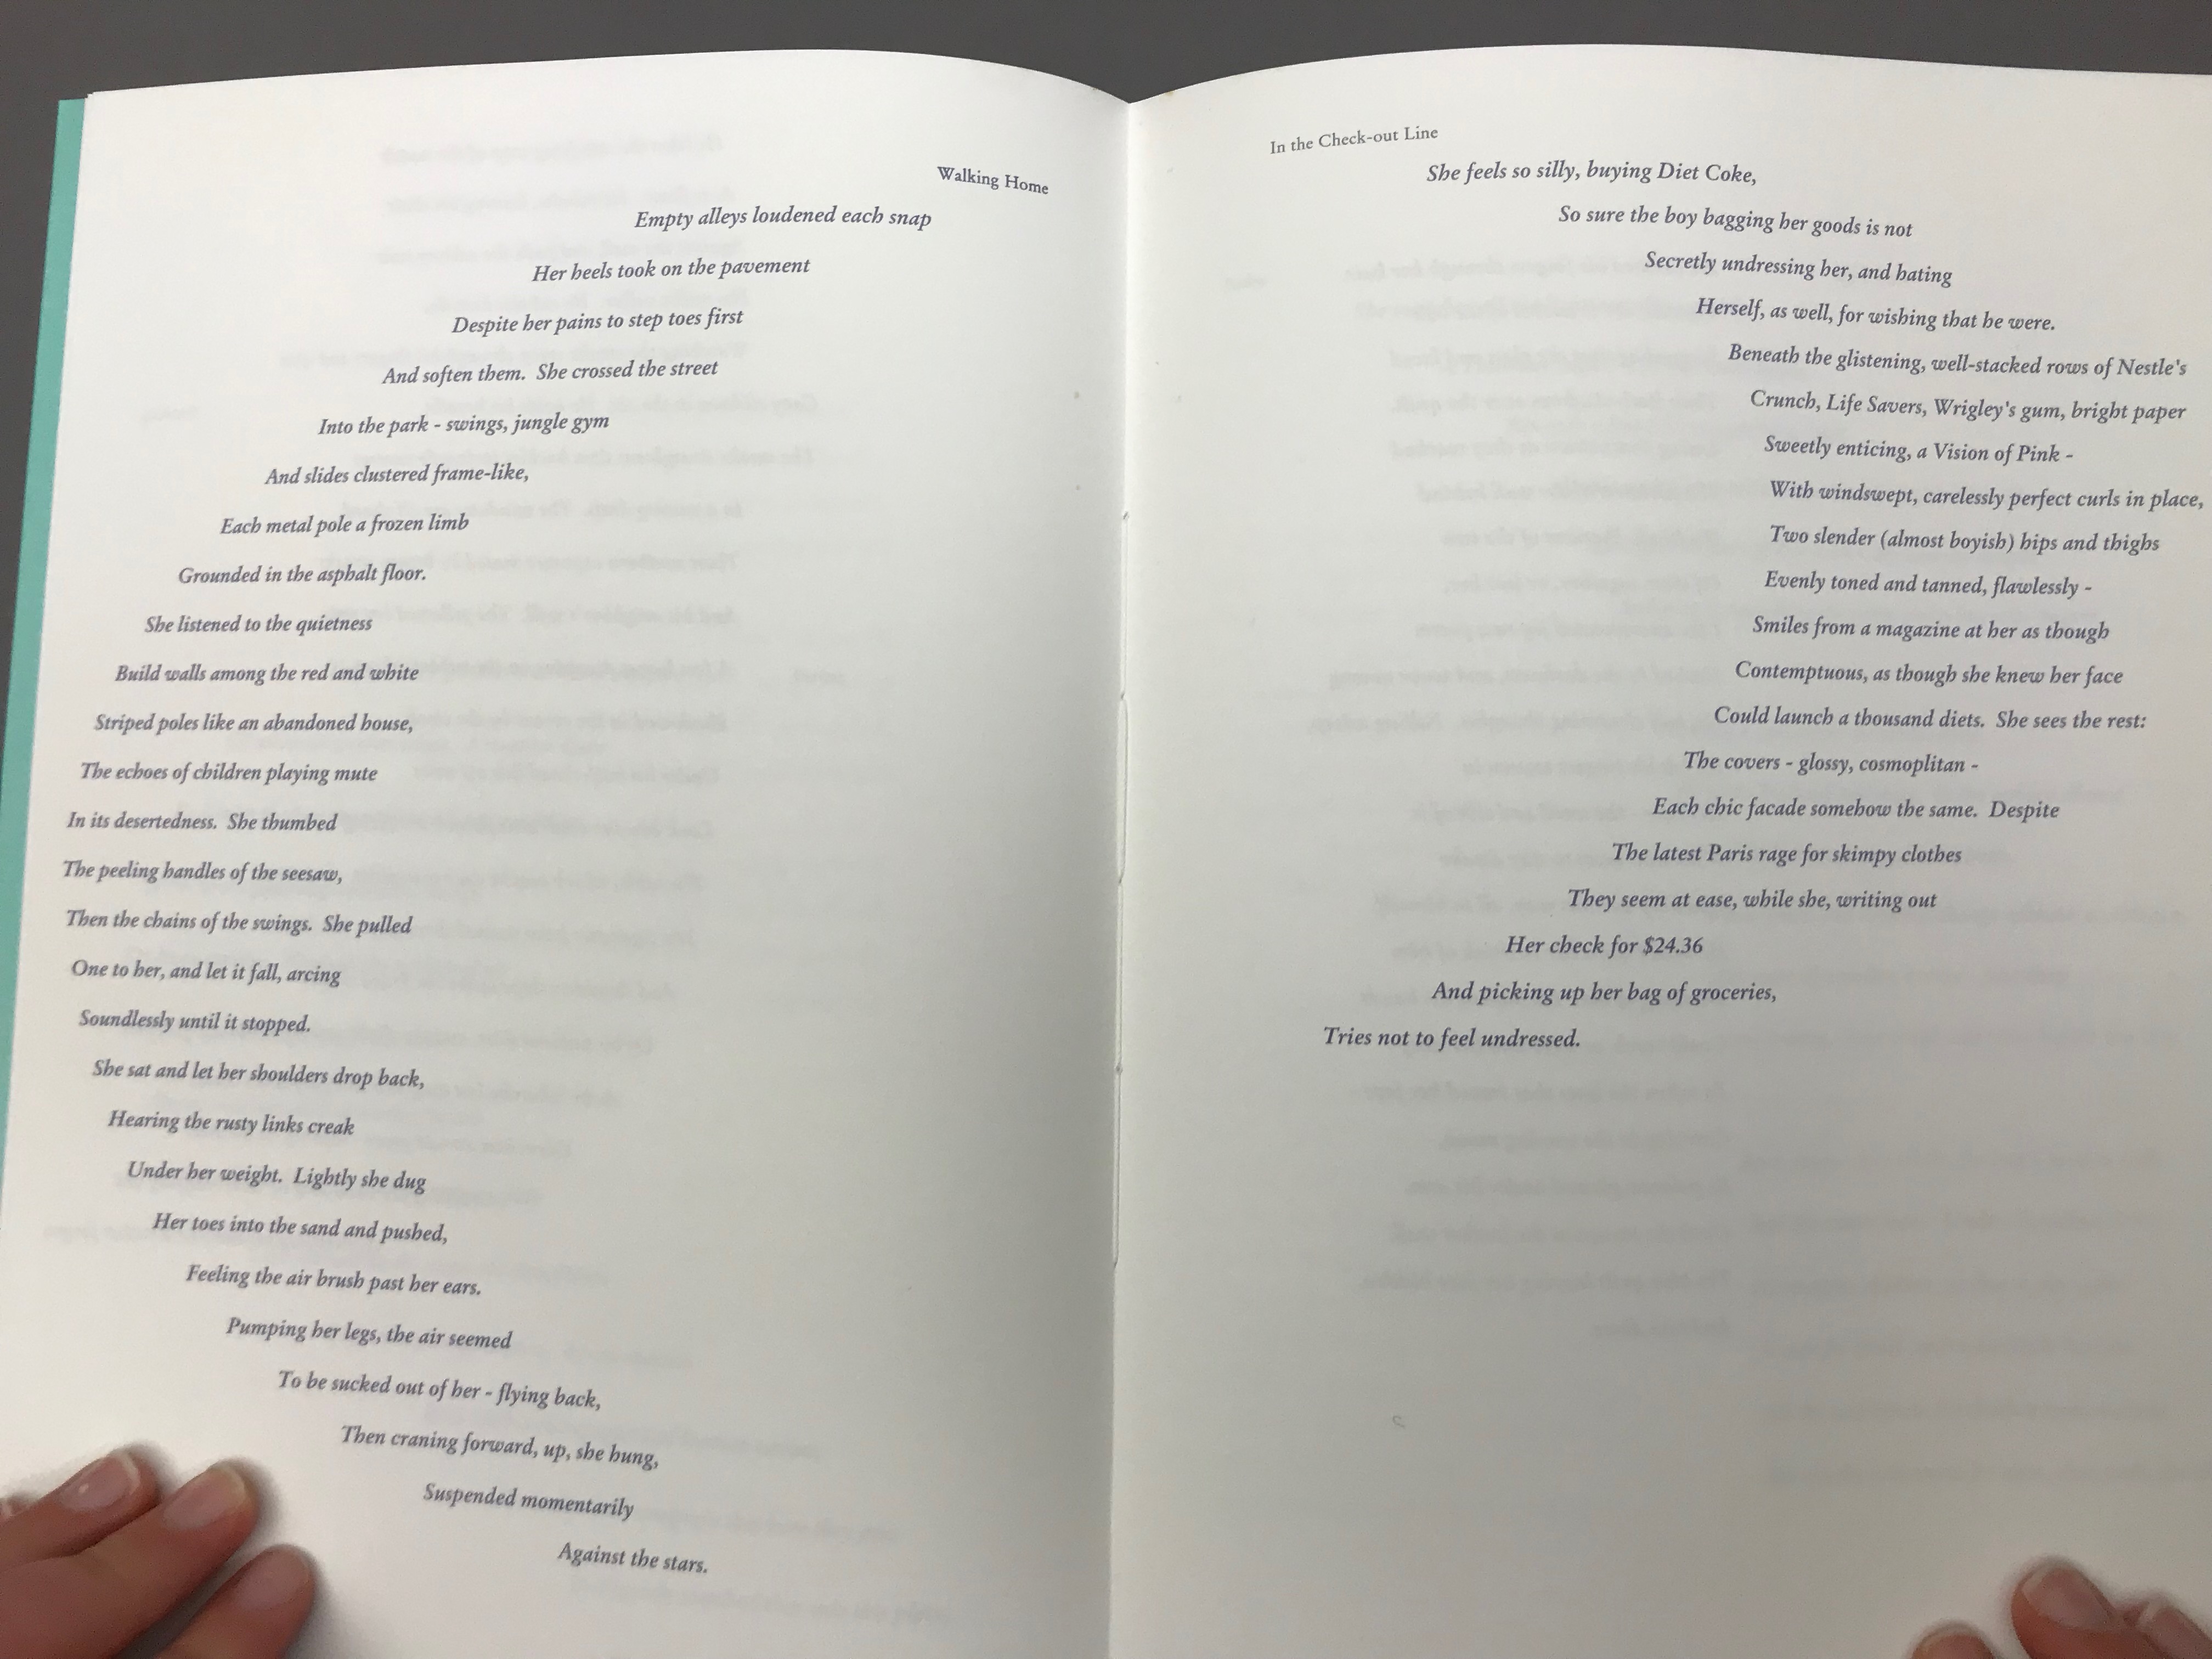 Walking Home
Empty alleys loudened each snap
Her heels took on the pavement
Despite her pains to step toes first
And soften them.  She crossed the street
Into the park - swings, jungle gym
And slides clustered frame-like,
Each metal pole a frozen limb
Grounded in the asphalt floor.
She listened to the quietness
Build walls among the red and white
Striped poles like an abandoned house,
The echoes of children playing mute
In its desertedness.  She thumbed
The peeling handles of the seesaw,
Then the chains of the swings.  She pulled
One to her, and let it fall, arcing
Soundlessly until it stopped.
She sat and let her shoulders drop back,
Hearing the rusty links creak
Under her weight.  Lightly she dug
Her toes into the sand and pushed,
Feeling the air brush past her ears.
Pumping her legs, the air seemed
To be sucked out of her - flying back,
Then craning forward, up, she hung,
Suspended momentarily
Against the stars.
In the Check-out Line
She feels so silly, buying Diet Coke,
So sure the boy bagging her goods is not
Secretly undressing her, and hating
Herself, as well, for wishing that he were.
Beneath the glistening, well-stacked rows of Nestle's
Crunch, Life Savers, Wrigley's gum, bright paper
Sweetly enticing, a Vision of Pink -
With windswept, carelessly perfect curls in place,
Two slender (almost boyish) hips and thighs
Evenly toned and tanned, flawlessly -
Smiles from a magazine at her as though
Contemptuous, as though she knew her face
Could launch a thousand diets.  She sees the rest:
The covers - glossy, cosmoplitan -
Each chic facade somehow the same.  Despite
The latest Paris rage for skimpy clothes
They seem at ease, while she, writing out
Her check for $24.36
And picking up her bag of groceries,
Tries not to feel undressed.